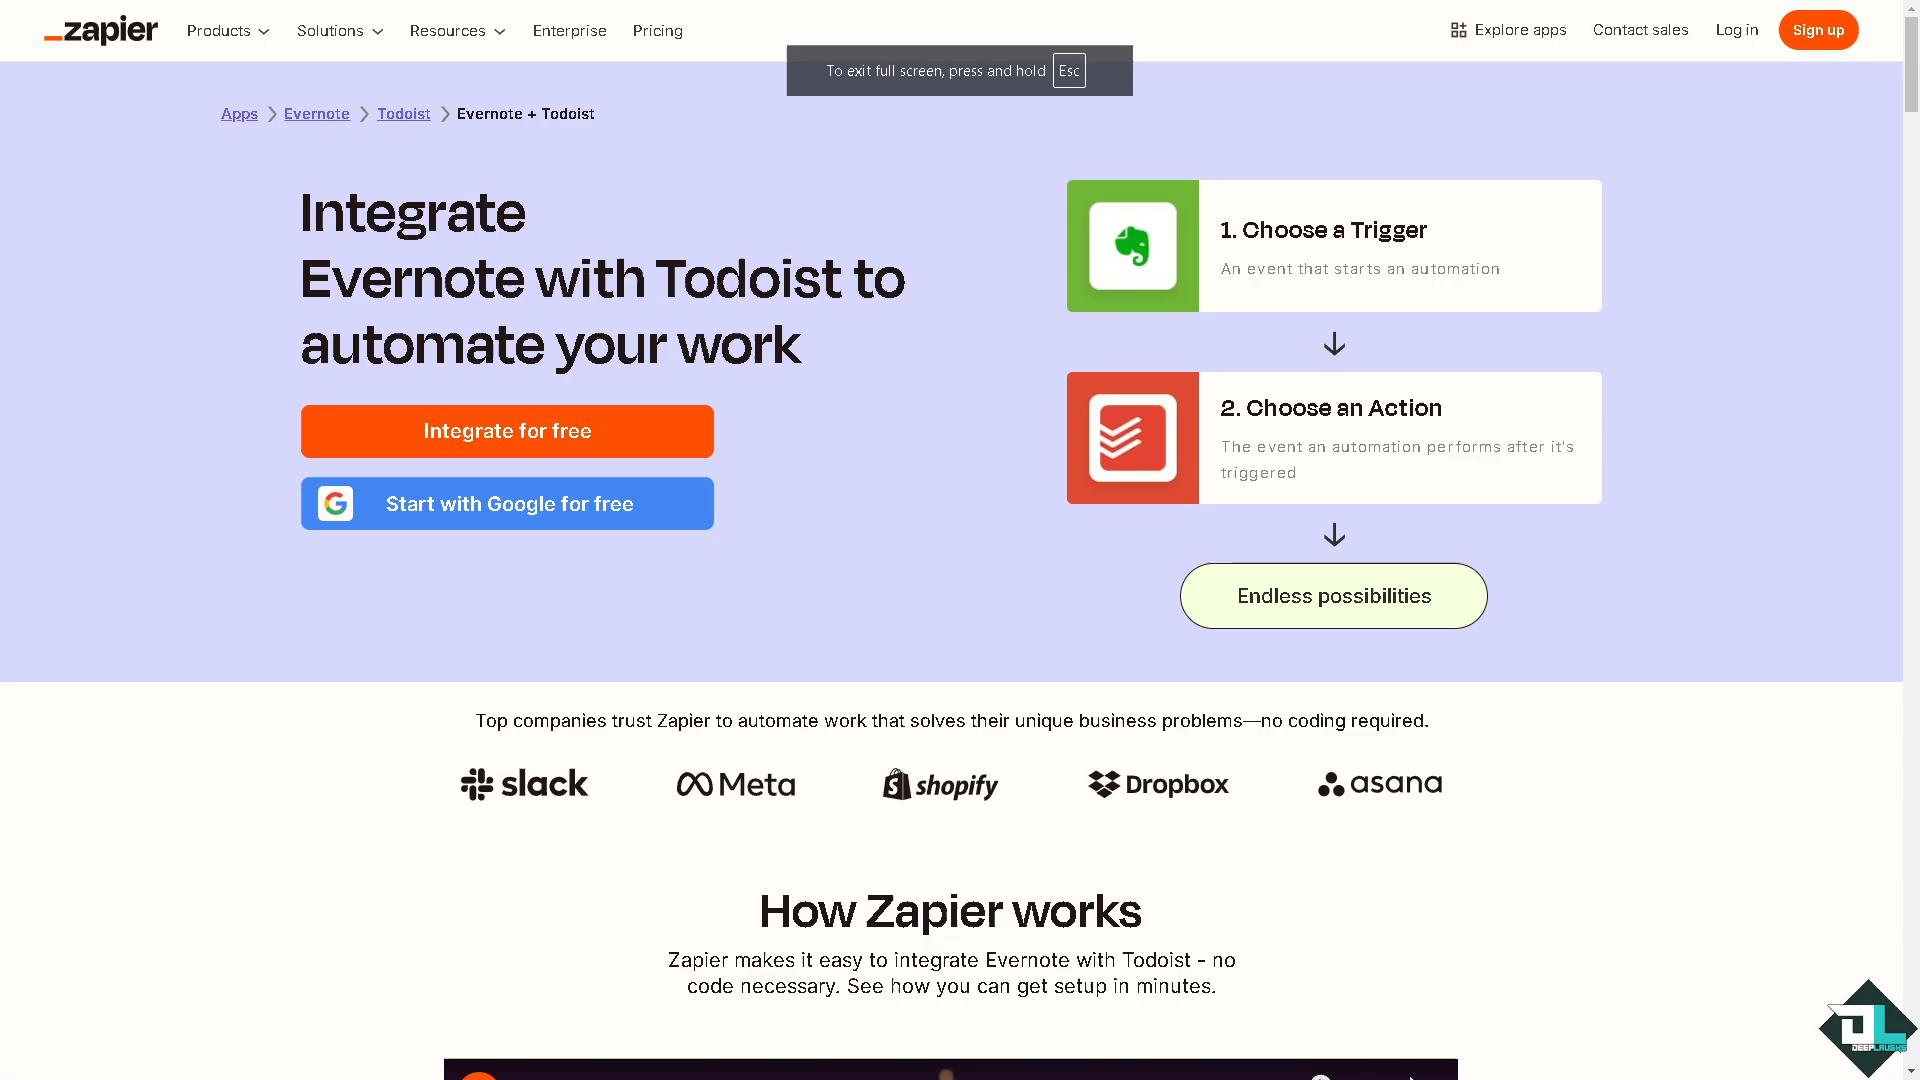 zapier
Products
Solutions
Resources
Enterprise
Pricing
Explore apps
Contact sales
Log in
Sign up
To exit full screen, press and hold Esc
Apps
Evernote
Todoist
Evernote + Todoist
Integrate
Evernote with Todoist to
automate your work
Integrate for free
Start with Google for free
1. Choose a Trigger
An event that starts an automation
2. Choose an Action
The event an automation performs after it's
triggered
Endless possibilities
Top companies trust Zapier to automate work that solves their unique business problems—no coding required.
slack
Meta
shopify
Dropbox
asana
How Zapier works
Zapier makes it easy to integrate Evernote with Todoist - no
code necessary. See how you can get setup in minutes.
DL
DEEPLAUGHS